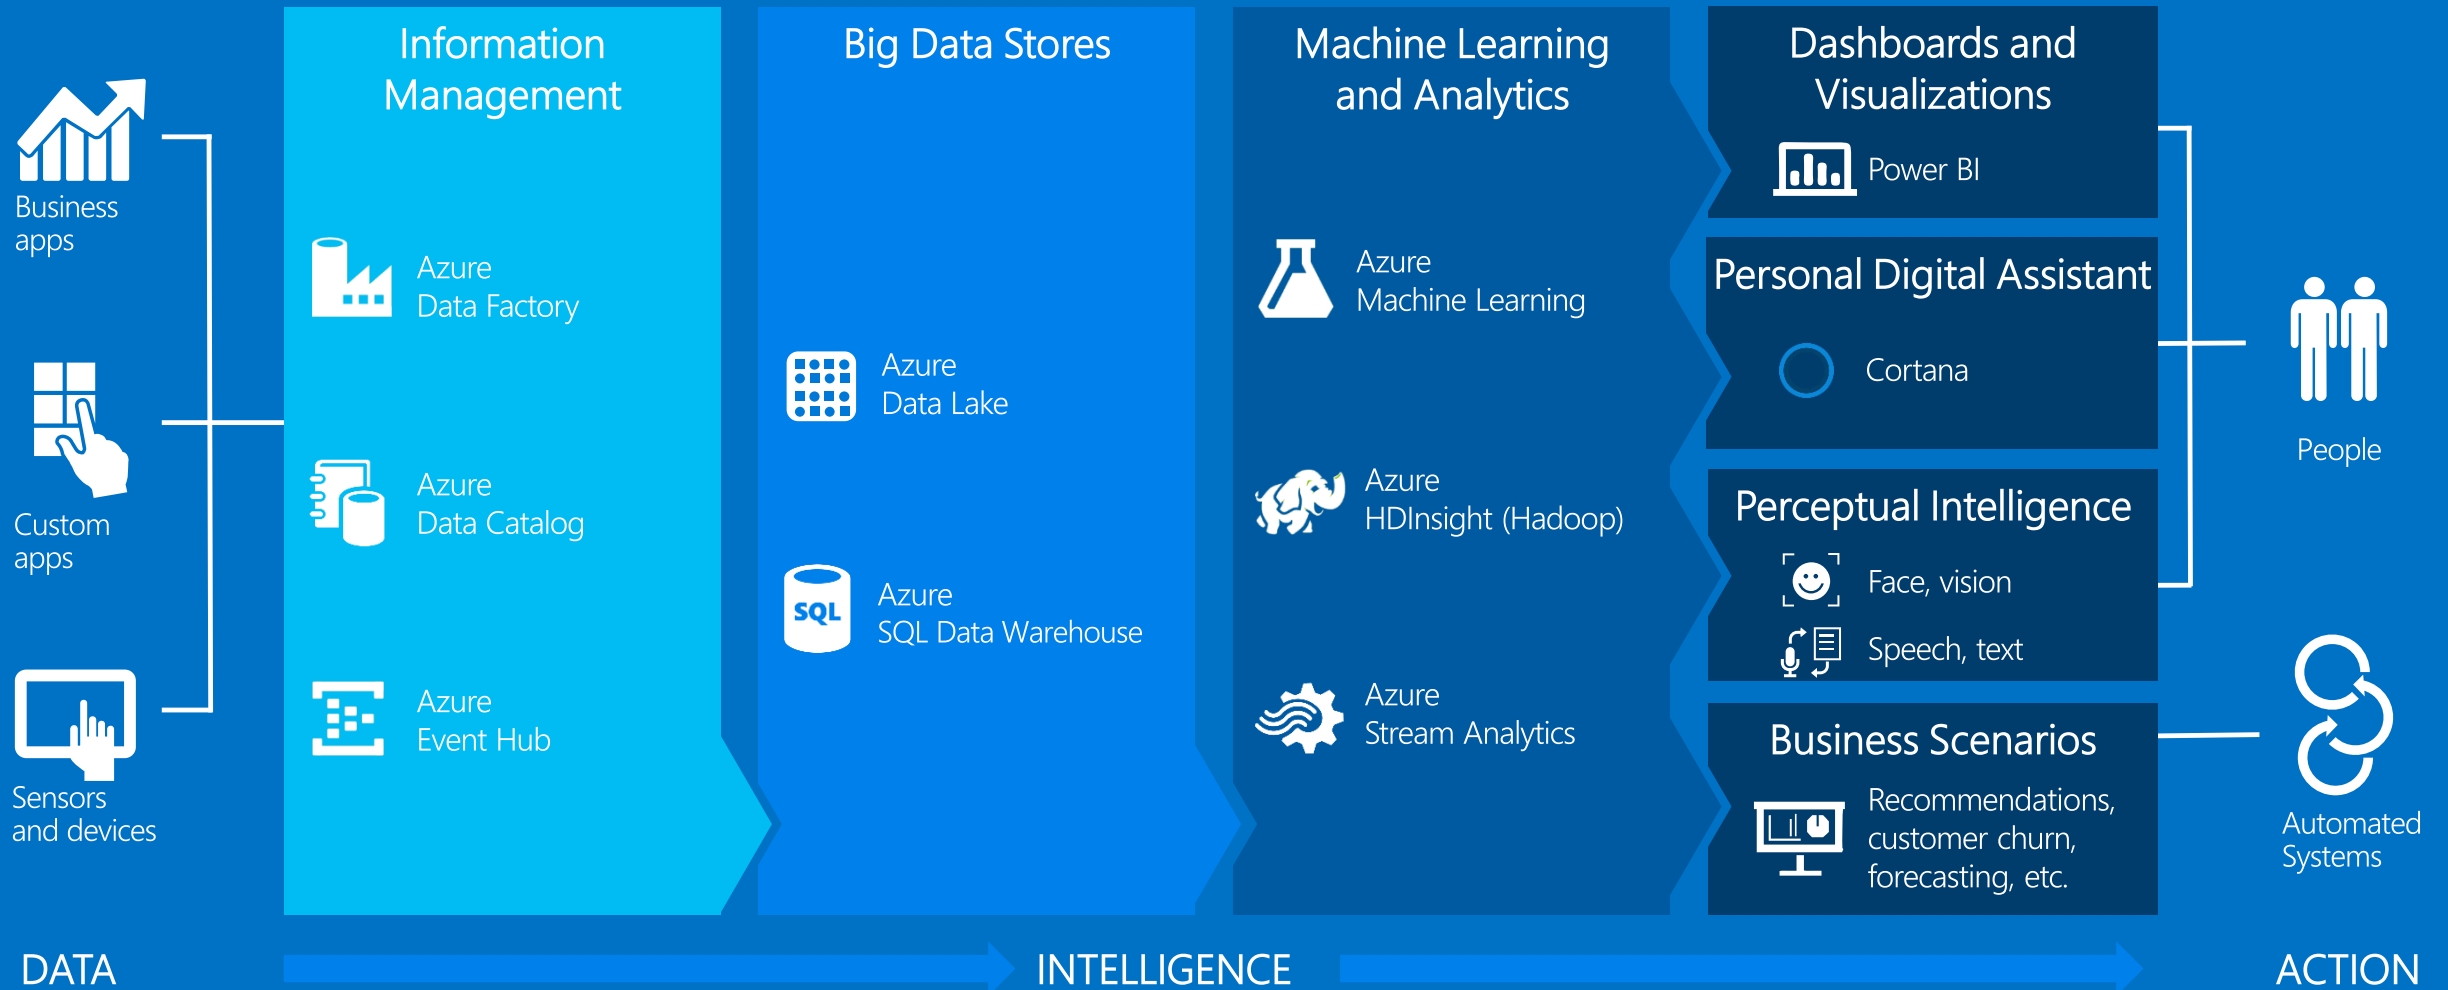 Business
apps
Custom
apps
Sensors
and devices
Information
Management
Azure
Data Factory
Azure
Data Catalog
Azure
Event Hub
Big Data Stores
Azure
Data Lake
SQL
Azure
SQL Data Warehouse
Machine Learning
and Analytics
Azure
Machine Learning
Azure
HDInsight (Hadoop)
Azure
Stream Analytics
Dashboards and
Visualizations
Power BI
Personal Digital Assistant
Cortana
Perceptual Intelligence
Face, vision
Speech, text
Business Scenarios
Recommendations,
customer churn,
forecasting, etc.
People
Automated
Systems
DATA
INTELLIGENCE
ACTION